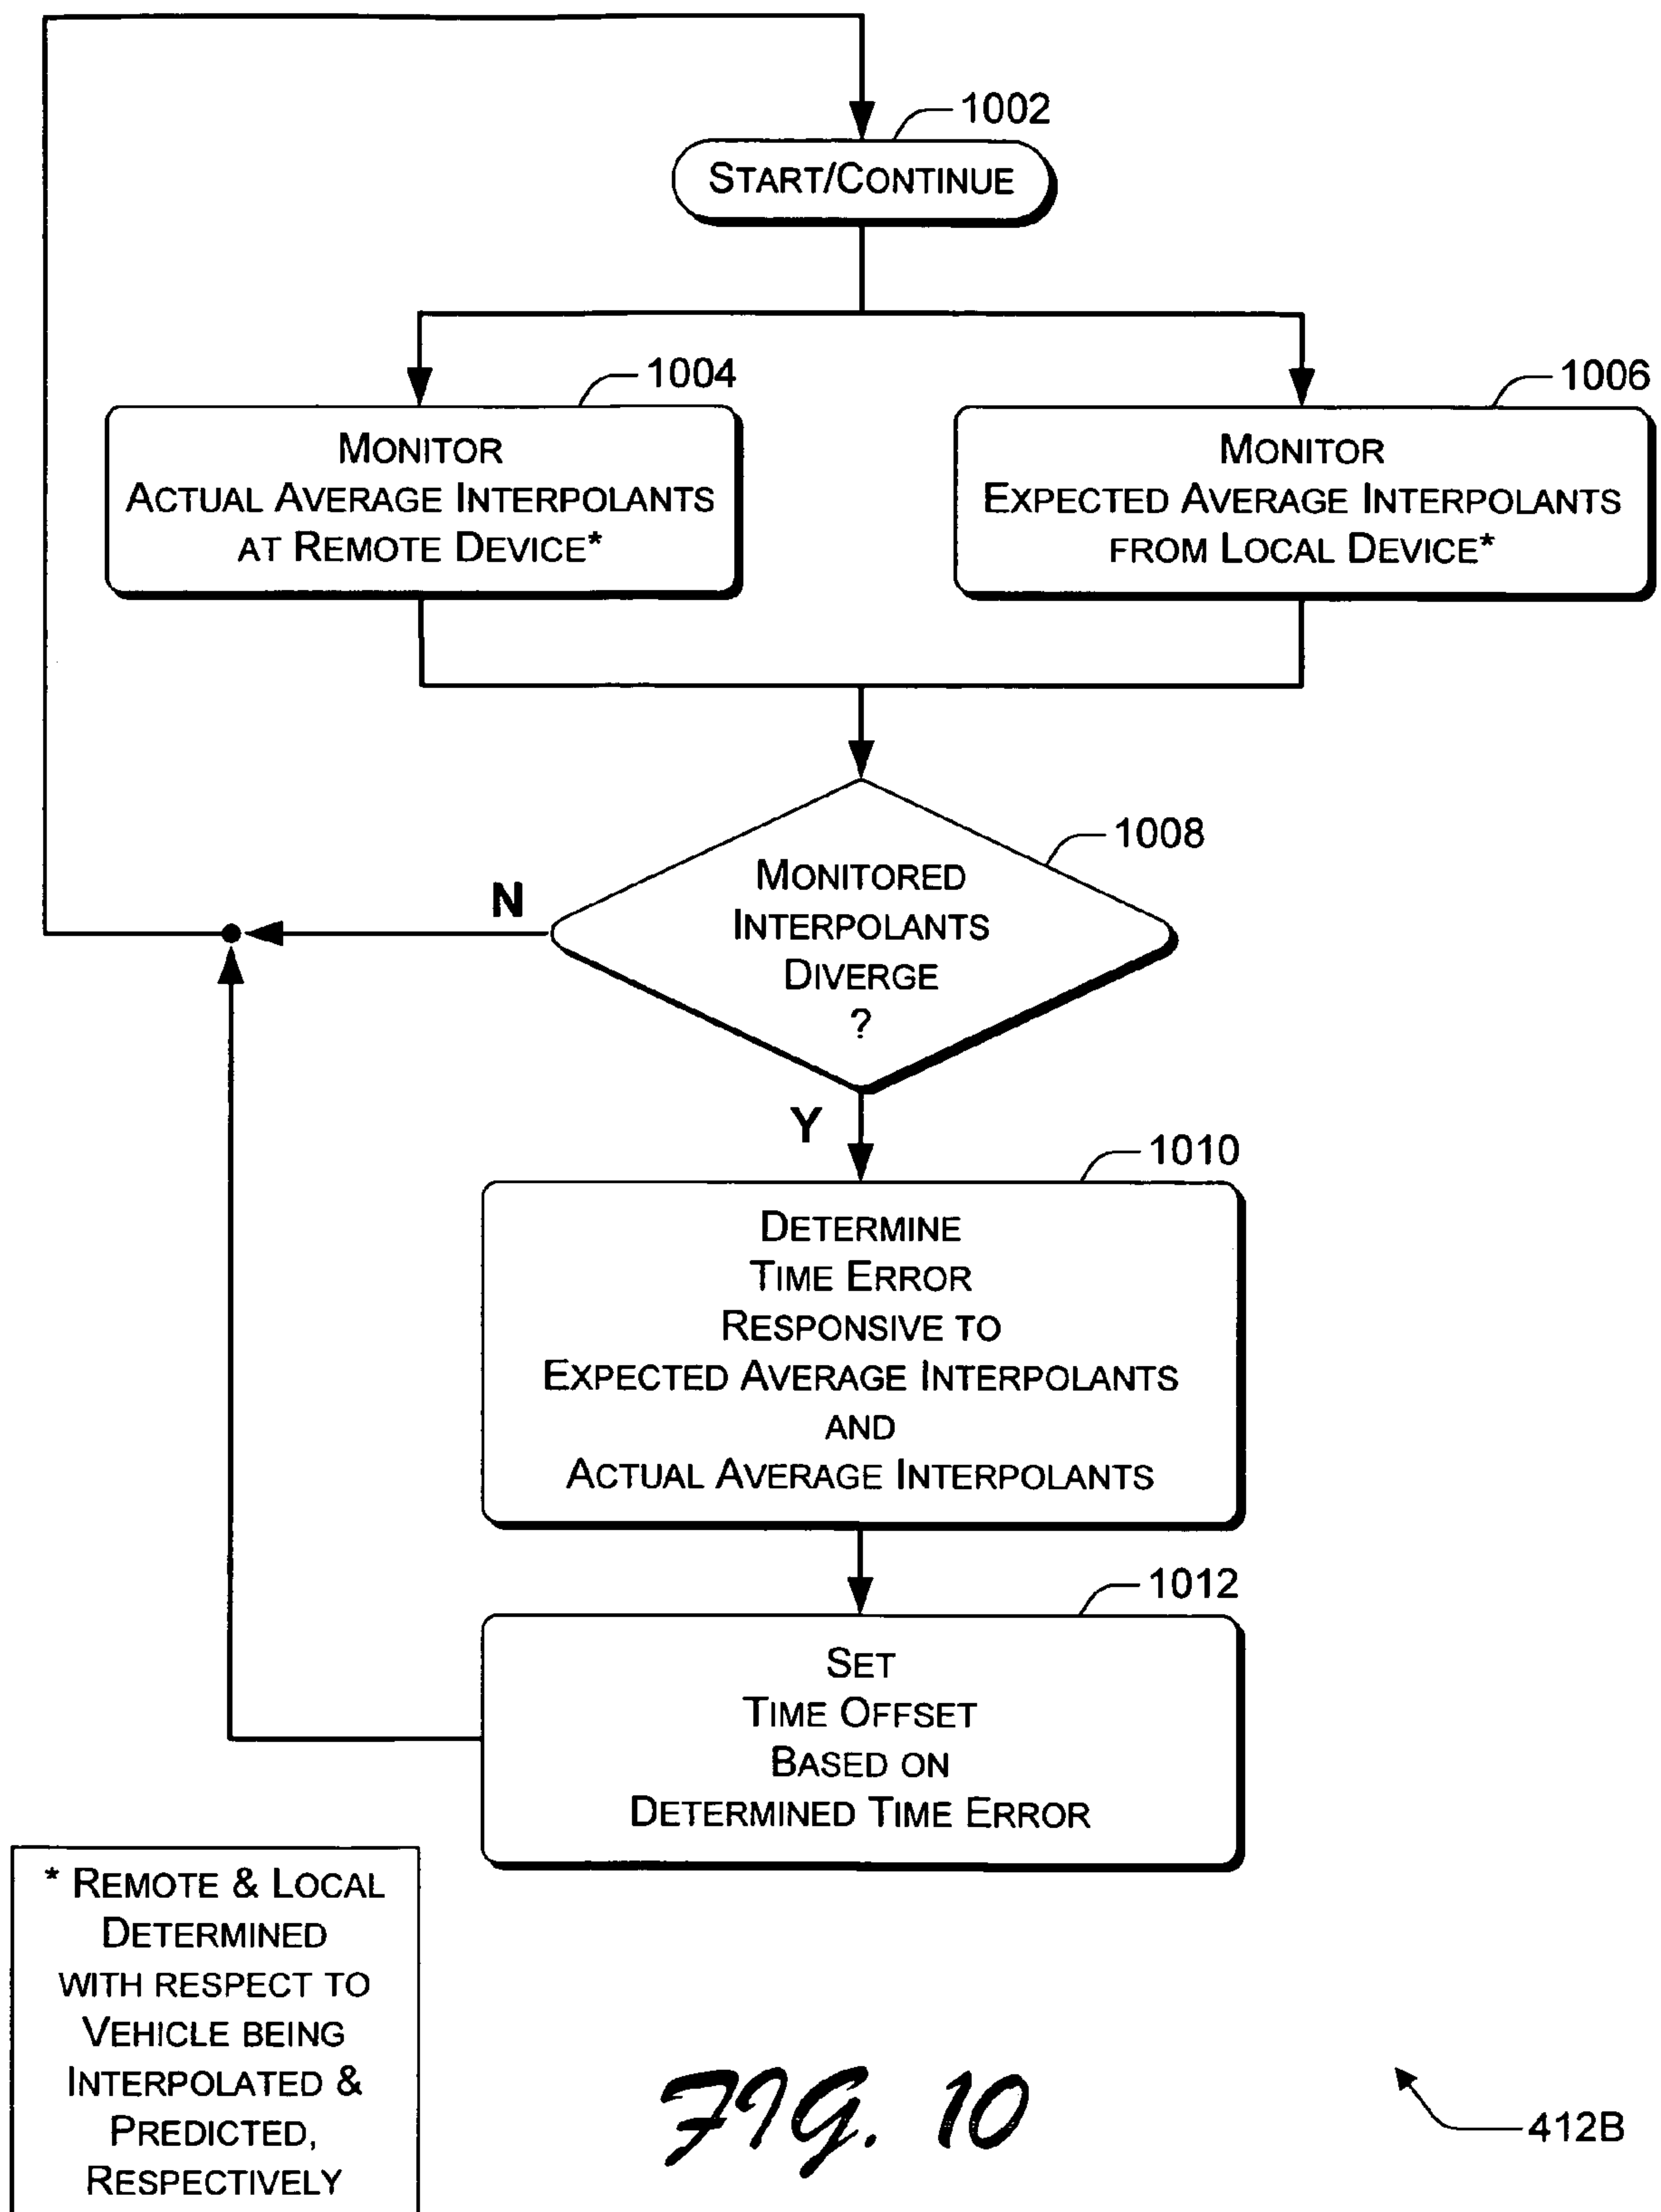 1002
START/CONTINUE
1004
MONITOR
ACTUAL AVERAGE INTERPOLANTS
AT REMOTE DEVICE*
1006
MONITOR
EXPECTED AVERAGE INTERPOLANTS
FROM LOCAL DEVICE*
1008
MONITORED
INTERPOLANTS
DIVERGE
?
N
Y
1010
DETERMINE
TIME ERROR
RESPONSIVE TO
EXPECTED AVERAGE INTERPOLANTS
AND
ACTUAL AVERAGE INTERPOLANTS
1012
SET
TIME OFFSET
BASED ON
DETERMINED TIME ERROR
* REMOTE & LOCAL
DETERMINED
WITH RESPECT TO
VEHICLE BEING
INTERPOLATED &
PREDICTED,
RESPECTIVELY
FIG. 10
412B